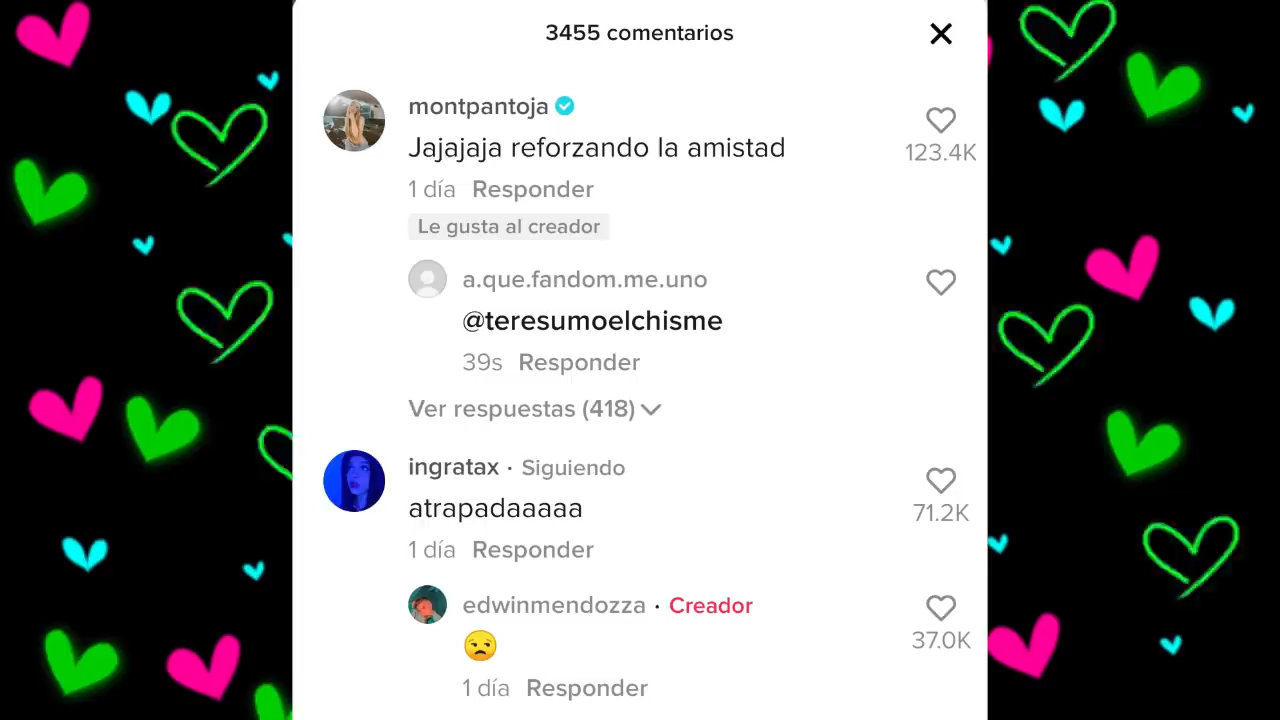 3455 comentarios
montpantoja
Jajajaja reforzando la amistad
123.4K
1 día Responder
Le gusta al creador
a.que.fandom.me.uno
@teresumoelchisme
39s Responder
Ver respuestas (418)
ingratax · Siguiendo
atrapadaaaaa
71.2K
1 día Responder
edwinmendozza · Creador
37.0K
1 día Responder